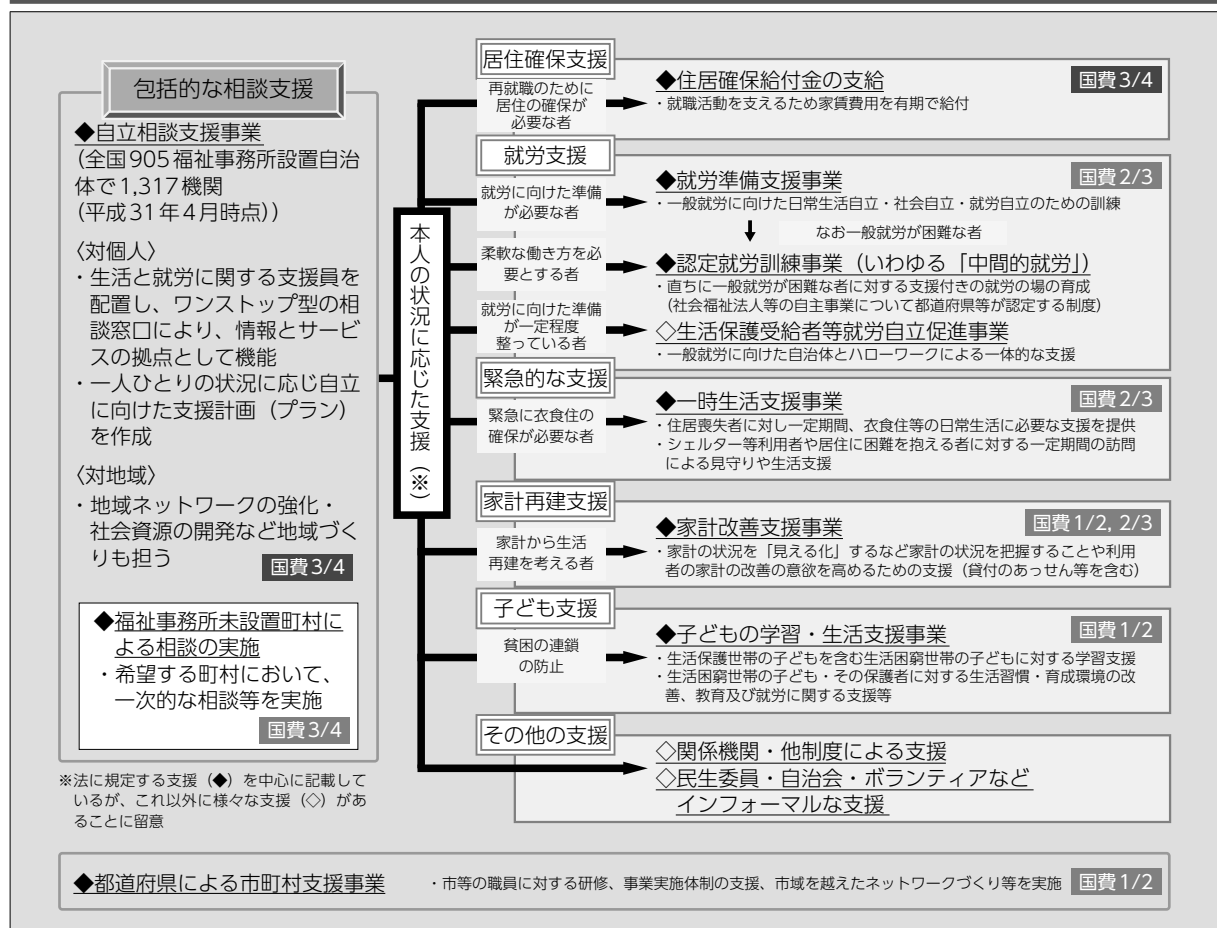 包括的な相談支援
◆自立相談支援事業
(全国905福祉事務所設置自治
体で1,317機関
(平成31年4月時点))
〈対個人〉
・生活と就労に関する支援員を
配置し、ワンストップ型の相
談窓口により、情報とサービ
スの拠点として機能
・一人ひとりの状況に応じ自立
に向けた支援計画（プラン）
を作成
〈対地域〉
・地域ネットワークの強化・
社会資源の開発など地域づく
りも担う
国費3/4
◆福祉事務所未設置町村に
よる相談の実施
・希望する町村において、
一次的な相談等を実施
国費3/4
※法に規定する支援（◆）を中心に記載して
いるが、これ以外に様々な支援（◇）があ
ることに留意
本人の状況に応じた支援（※）
居住確保支援
再就職のために
居住の確保が
必要な者
◆住居確保給付金の支給
国費3/4
・就職活動を支えるため家賃費用を有期で給付
就労支援
就労に向けた準備
が必要な者
◆就労準備支援事業
国費2/3
・一般就労に向けた日常生活自立・社会自立・就労自立のための訓練
なお一般就労が困難な者
柔軟な働き方を必
要とする者
◆認定就労訓練事業（いわゆる「中間的就労」）
・直ちに一般就労が困難な者に対する支援付きの就労の場の育成
（社会福祉法人等の自主事業について都道府県等が認定する制度）
就労に向けた準備
が一定程度
整っている者
◇生活保護受給者等就労自立促進事業
・一般就労に向けた自治体とハローワークによる一体的な支援
緊急的な支援
緊急に衣食住の
確保が必要な者
◆一時生活支援事業
国費2/3
・住居喪失者に対し一定期間、衣食住等の日常生活に必要な支援を提供
・シェルター等利用者や居住に困難を抱える者に対する一定期間の訪問
による見守りや生活支援
家計再建支援
家計から生活
再建を考える者
◆家計改善支援事業
国費1/2, 2/3
・家計の状況を「見える化」するなど家計の状況を把握することや利用
者の家計の改善の意欲を高めるための支援（貸付のあっせん等を含む）
子ども支援
貧困の連鎖
の防止
◆子どもの学習・生活支援事業
国費1/2
・生活保護世帯の子どもを含む生活困窮世帯の子どもに対する学習支援
・生活困窮世帯の子ども・その保護者に対する生活習慣・育成環境の改
善、教育及び就労に関する支援等
その他の支援
◇関係機関・他制度による支援
◇民生委員・自治会・ボランティアなど
インフォーマルな支援
◆都道府県による市町村支援事業
・市等の職員に対する研修、事業実施体制の支援、市域を越えたネットワークづくり等を実施
国費1/2